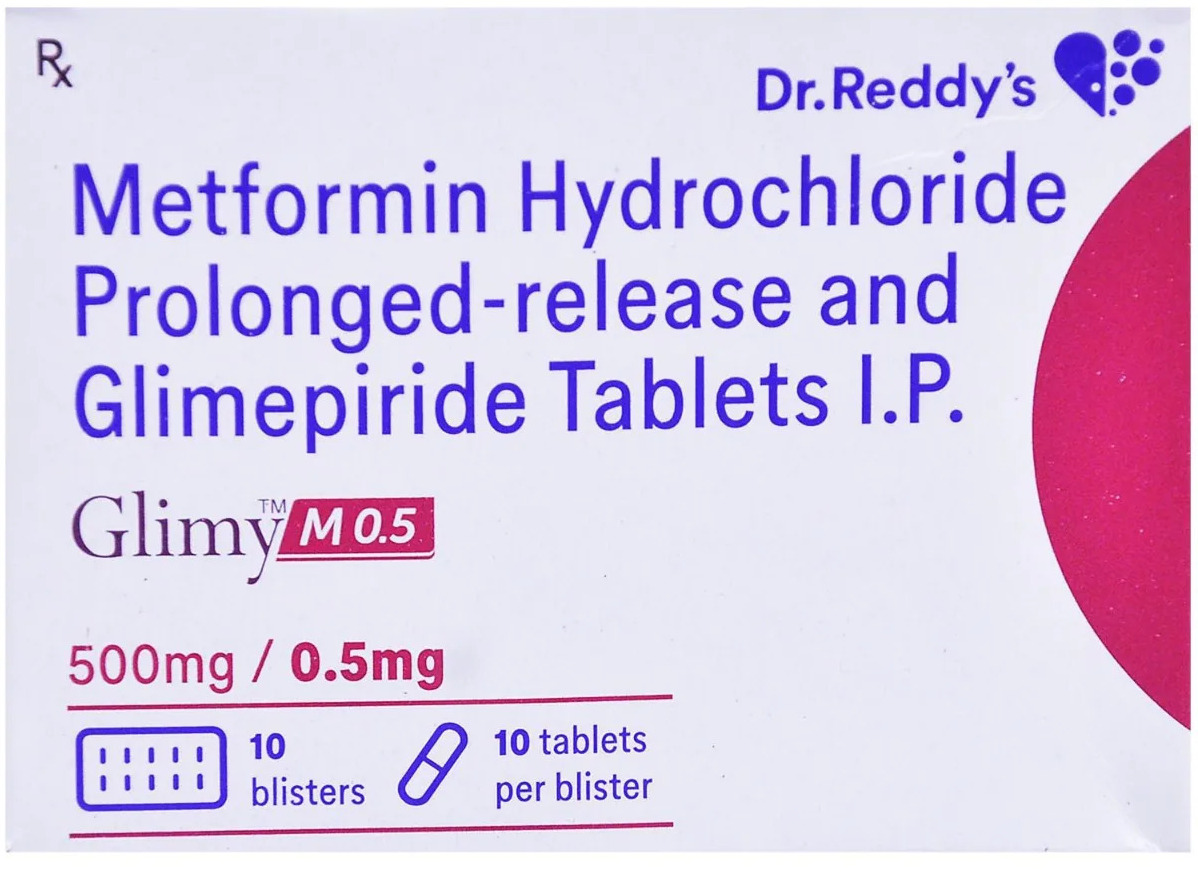 Rx
Dr.Reddy's
Metformin Hydrochloride
Prolonged-release and
Glimepiride Tablets I.P.
Glimy™ M 0.5
500mg / 0.5mg
10 blisters
10 tablets per blister